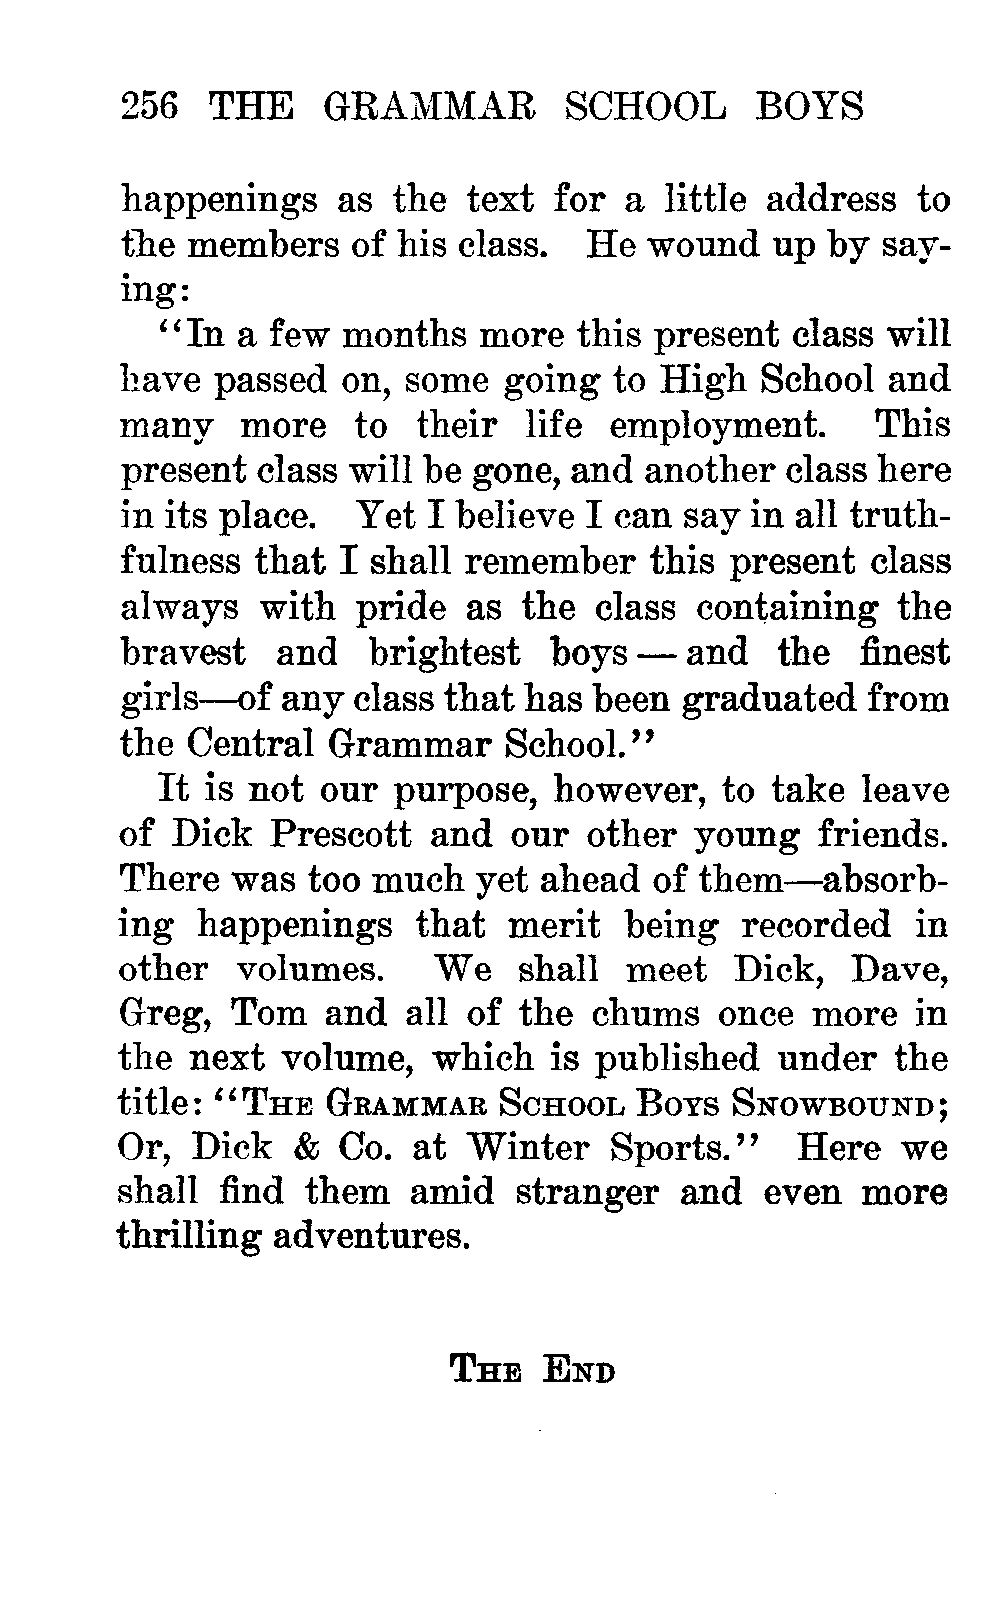 256 THE GRAMMAR SCHOOL BOYS
happenings as the text for a little address to
the members of his class. He wound up by say-
ing:
“In a few months more this present class will
have passed on, some going to High School and
many more to their life employment. This
present class will be gone, and another class here
in its place. Yet I believe I can say in all truth-
fulness that I shall remember this present class
always with pride as the class containing the
bravest and brightest boys — and the finest
girls—of any class that has been graduated from
the Central Grammar School.”
It is not our purpose, however, to take leave
of Dick Prescott and our other young friends.
There was too much yet ahead of them—absorb-
ing happenings that merit being recorded in
other volumes. We shall meet Dick, Dave,
Greg, Tom and all of the chums once more in
the next volume, which is published under the
title: “The Grammar School Boys Snowbound;
Or, Dick & Co. at Winter Sports.” Here we
shall find them amid stranger and even more
thrilling adventures.
The End